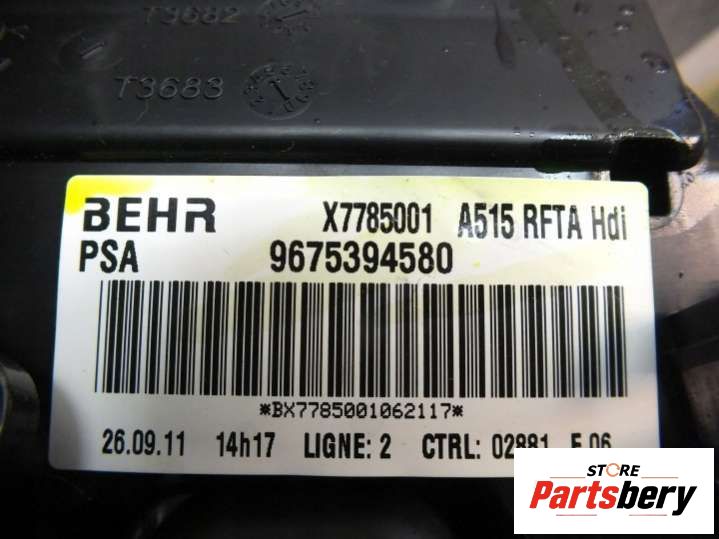 T3682
T3683
BEHR X7785001 A515 RFTA Hdi
PSA 9675394580
*BX7785001062117*
26.09.11 14h17 LIGNE: 2 CTRL: 02881 E 06
STORE
Partsbery